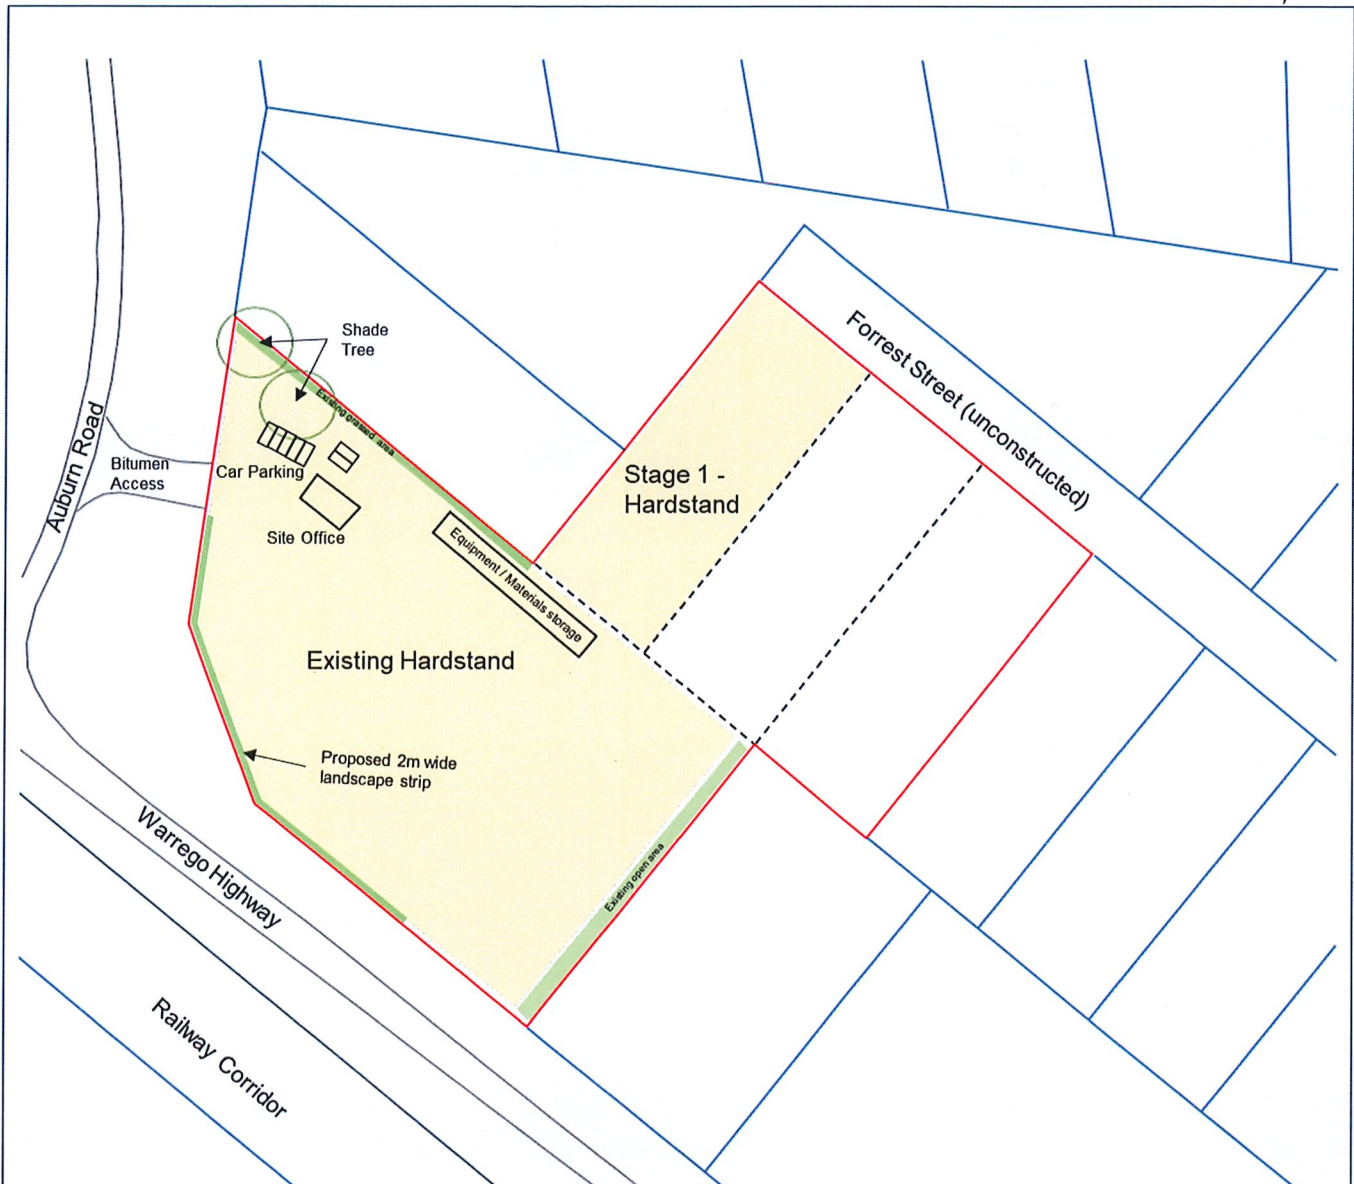 Shade
Tree
Forrest Street (unconstructed)
Existing grassed area
Auburn Road
Bitumen
Access
Car Parking
Stage 1 -
Hardstand
Site Office
Equipment / Materials storage
Existing Hardstand
Proposed 2m wide
landscape strip
Existing open area
Warrego Highway
Railway Corridor